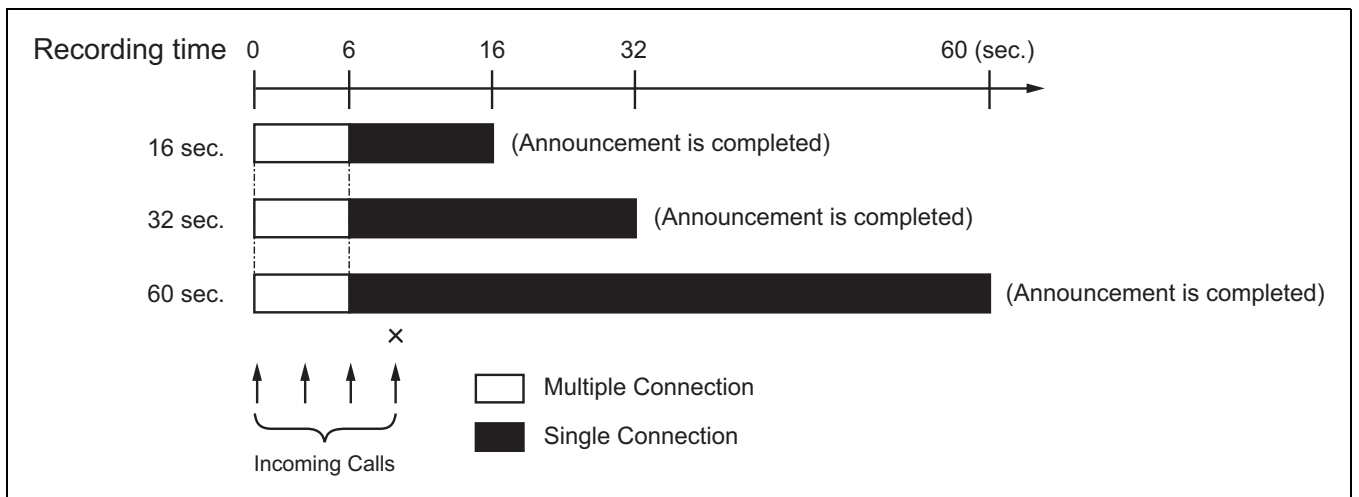 Recording time 0 6 16 32 60 (sec.)
16 sec. (Announcement is completed)
32 sec. (Announcement is completed)
60 sec. (Announcement is completed)
×
Multiple Connection
Single Connection
Incoming Calls